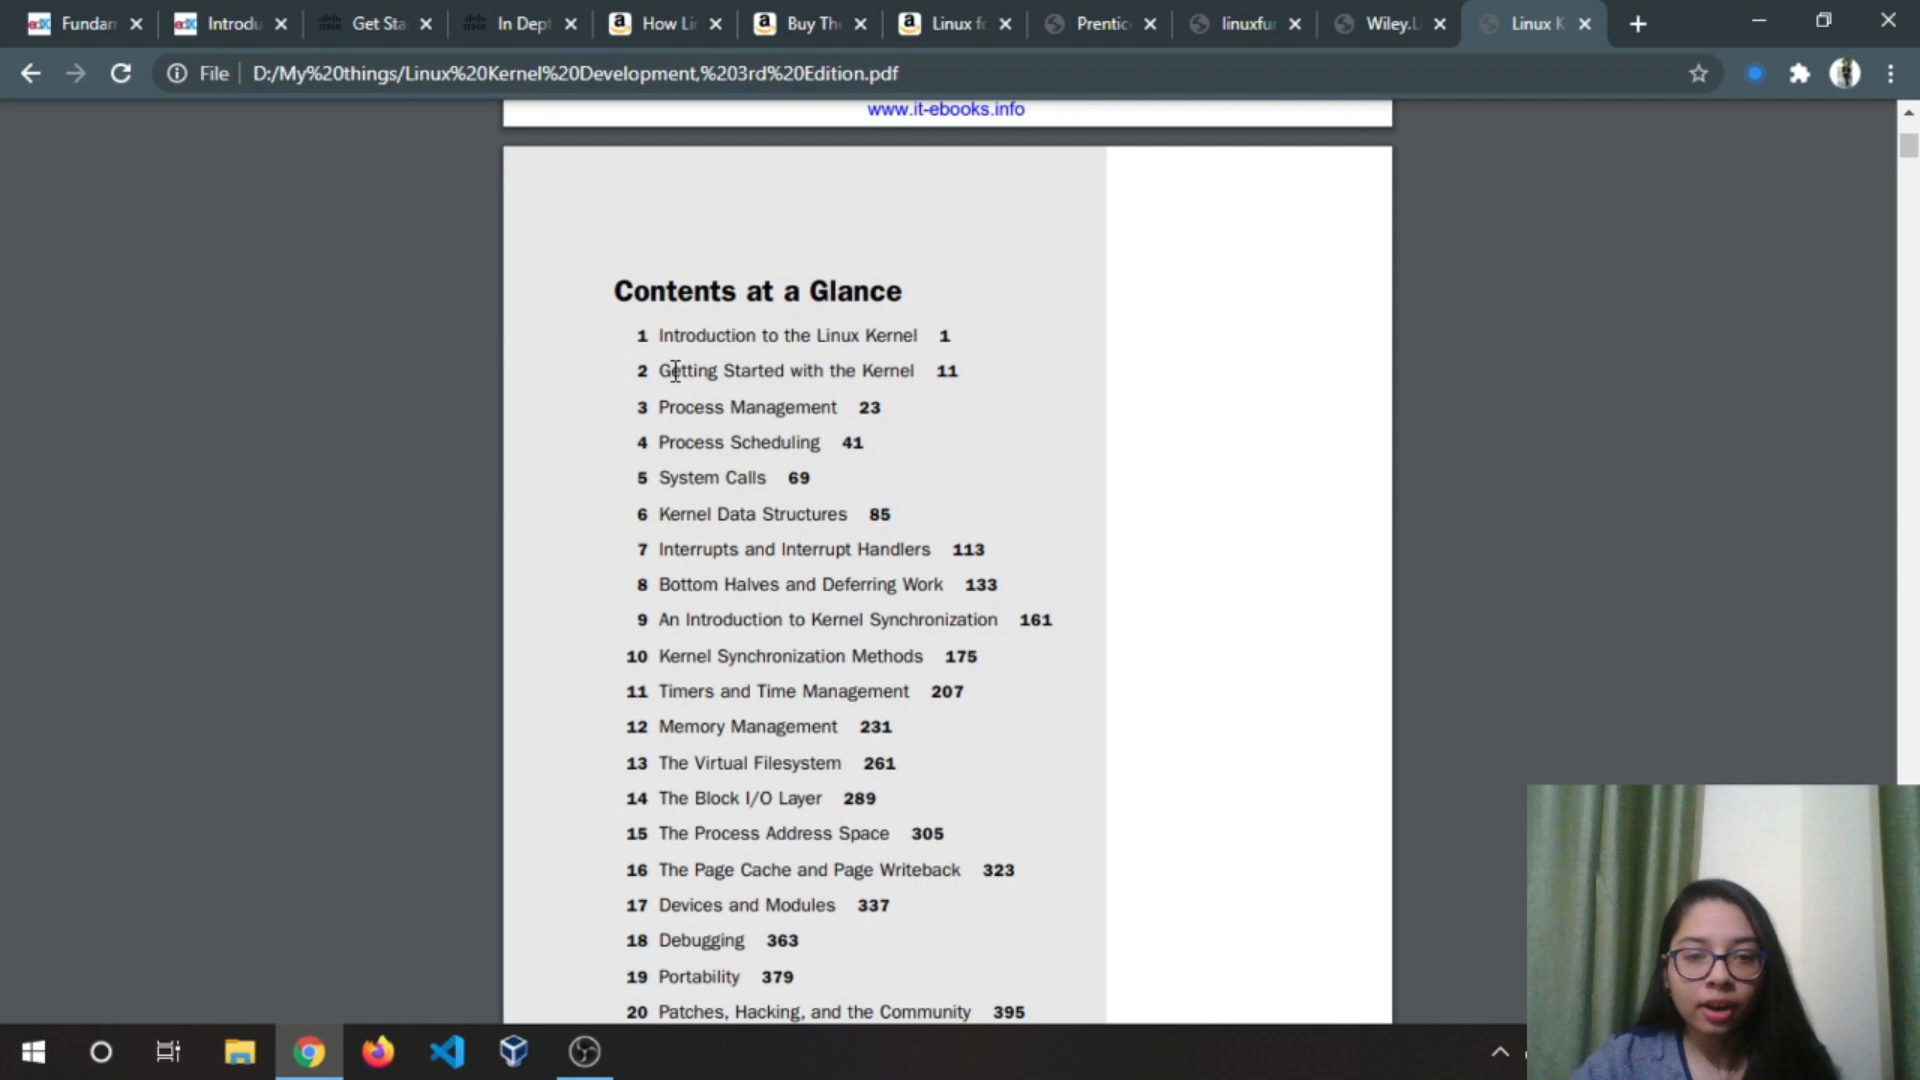 Fundam
Introdu
Get Sta
In Dept
How Li
Buy The
Linux fo
Prentic
linuxfu
Wiley.L
Linux K
File
D:/My%20things/Linux%20Kernel%20Development,%203rd%20Edition.pdf
www.it-ebooks.info
Contents at a Glance
1 Introduction to the Linux Kernel 1
2 Getting Started with the Kernel 11
3 Process Management 23
4 Process Scheduling 41
5 System Calls 69
6 Kernel Data Structures 85
7 Interrupts and Interrupt Handlers 113
8 Bottom Halves and Deferring Work 133
9 An Introduction to Kernel Synchronization 161
10 Kernel Synchronization Methods 175
11 Timers and Time Management 207
12 Memory Management 231
13 The Virtual Filesystem 261
14 The Block I/O Layer 289
15 The Process Address Space 305
16 The Page Cache and Page Writeback 323
17 Devices and Modules 337
18 Debugging 363
19 Portability 379
20 Patches, Hacking, and the Community 395